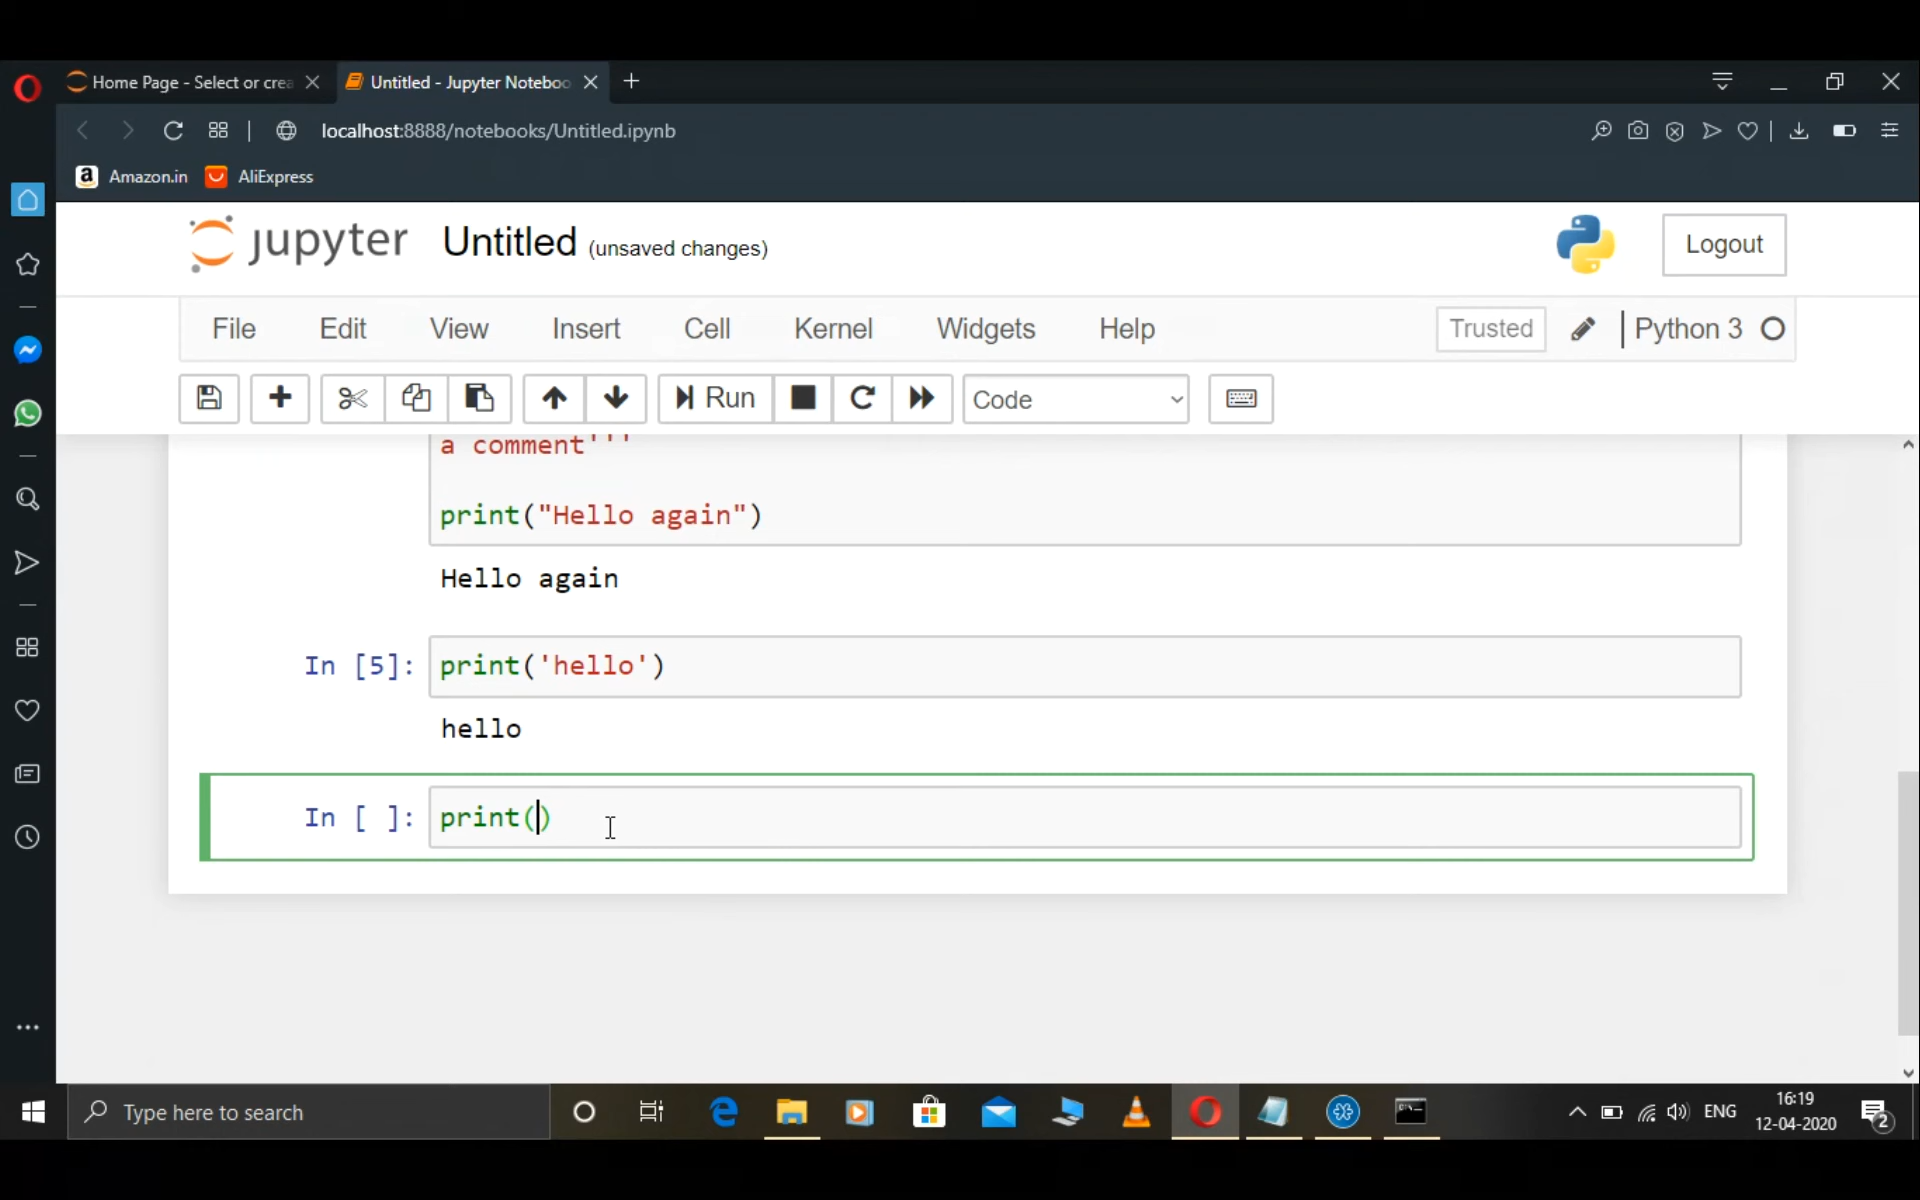 Home Page - Select or crea
Untitled - Jupyter Noteboo
localhost:8888/notebooks/Untitled.ipynb
Amazon.in
AliExpress
jupyter
Untitled (unsaved changes)
Logout
File Edit View Insert Cell Kernel Widgets Help
Trusted
Python 3
Run
Code
a comment'''
print("Hello again")
Hello again
In [5]: print('hello')
hello
In [ ]: print()
Type here to search
ENG
16:19
12-04-2020
2